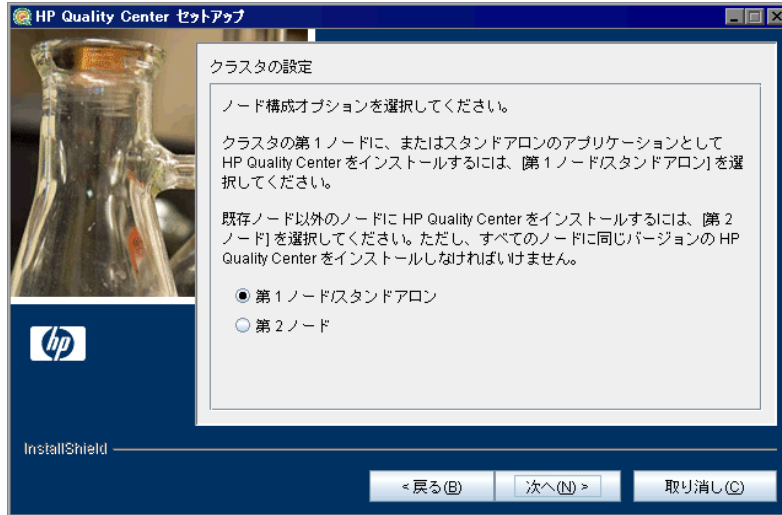 HP Quality Center セットアップ
クラスタの設定
ノード構成オプションを選択してください。
クラスタの第 1 ノードに、またはスタンドアロンのアプリケーションとして
HP Quality Center をインストールするには、[第 1 ノード/スタンドアロン] を選
択してください。
既存ノード以外のノードに HP Quality Center をインストールするには、[第 2
ノード] を選択してください。ただし、すべてのノードに同じバージョンの HP
Quality Center をインストールしなければいけません。
第 1 ノード/スタンドアロン
第 2 ノード
hp
InstallShield
< 戻る(B)
次へ(N) >
取り消し(C)